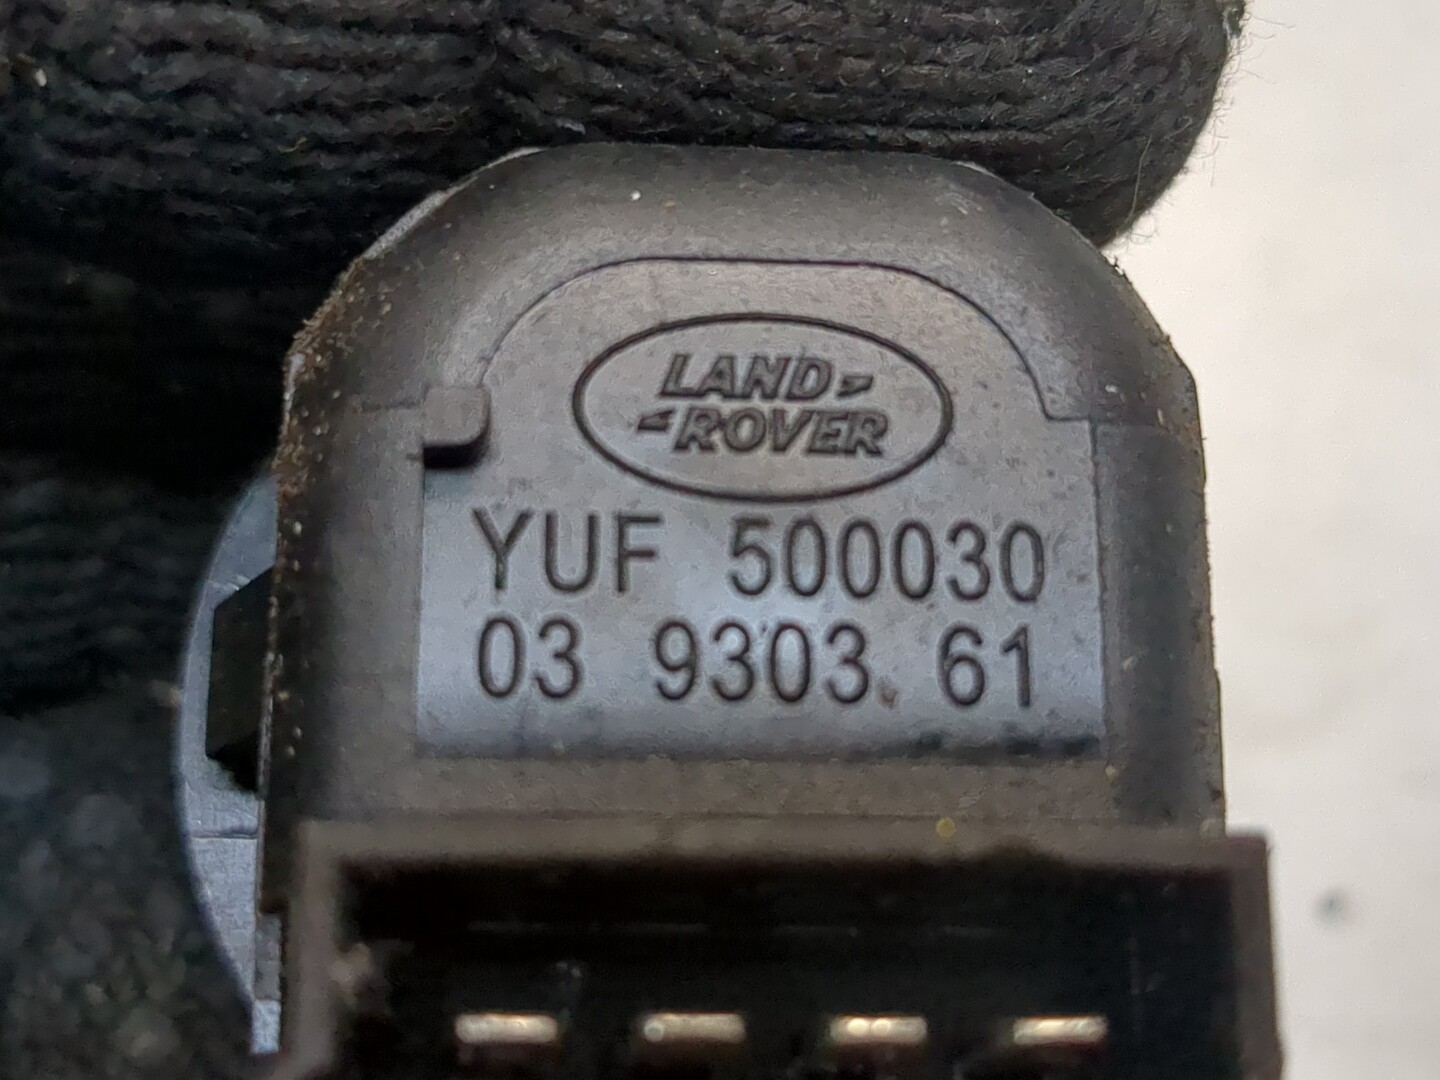 LAND
ROVER
YUF 500030
03 9303 61